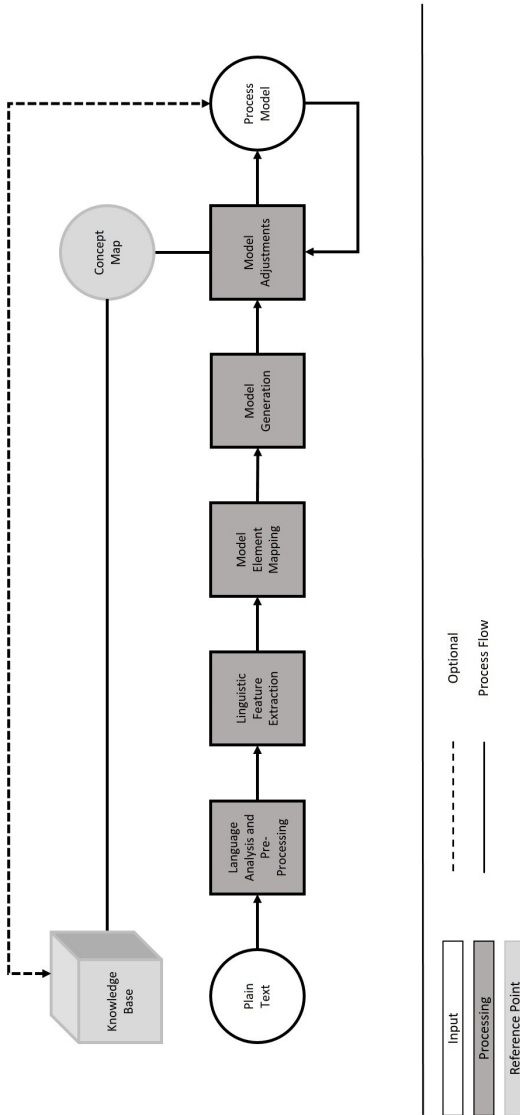 Knowledge
Base
Concept
Map
Plain
Text
Language
Analysis and
Pre-
Processing
Linguistic
Feature
Extraction
Model
Element
Mapping
Model
Generation
Model
Adjustments
Process
Model
Input
Processing
Reference Point
Optional
Process Flow